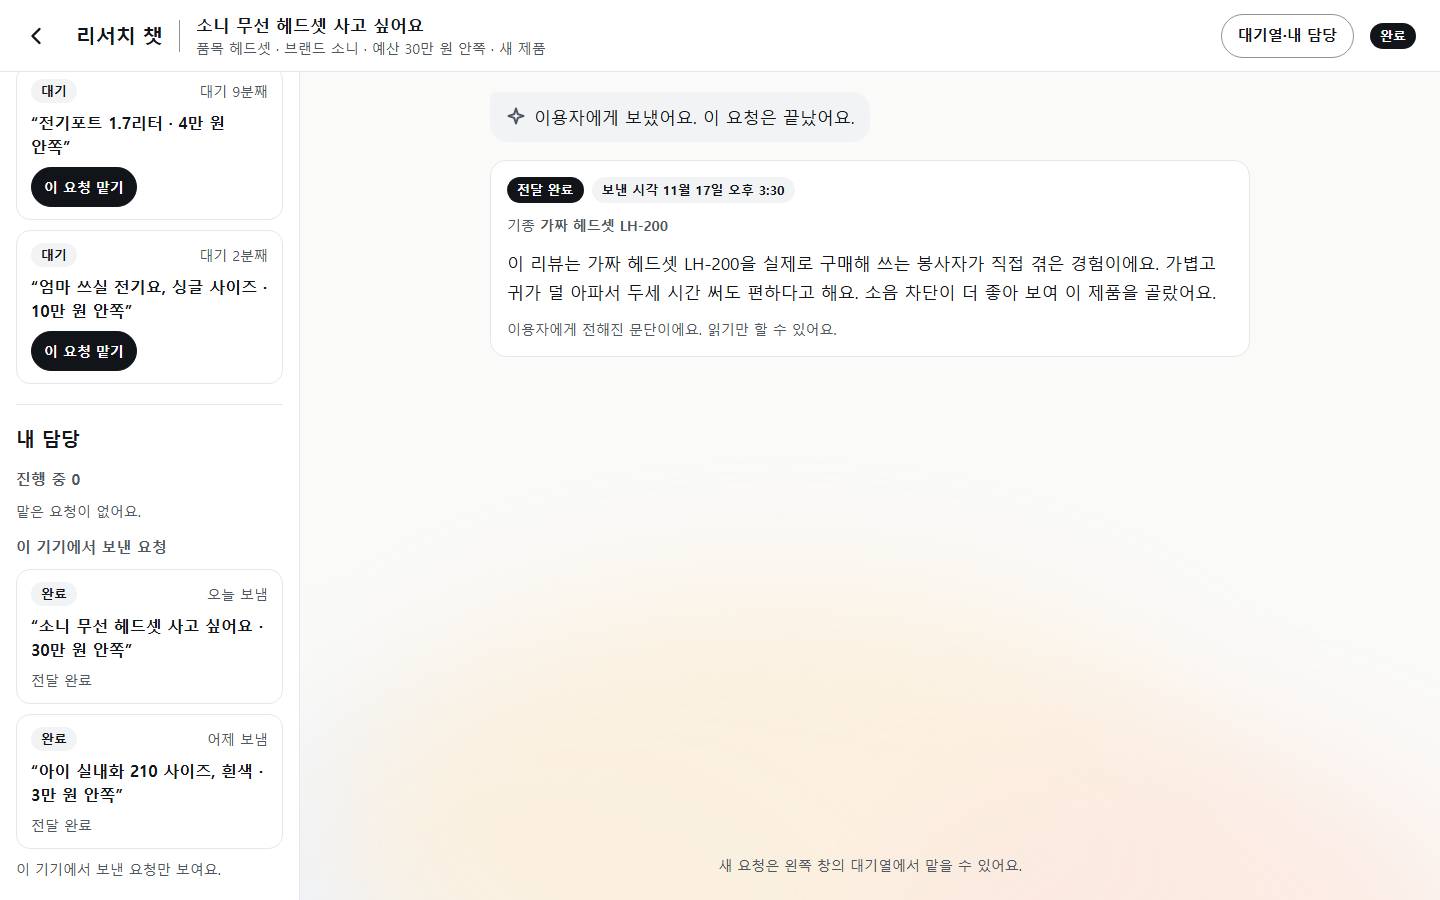 리서치 챗
소니 무선 헤드셋 사고 싶어요
품목 헤드셋 · 브랜드 소니 · 예산 30만 원 안쪽 · 새 제품
대기열·내 담당
완료
대기
대기 9분째
“전기포트 1.7리터 · 4만 원
안쪽”
이 요청 맡기
대기
대기 2분째
“엄마 쓰실 전기요, 싱글 사이즈 ·
10만 원 안쪽”
이 요청 맡기
내 담당
진행 중 0
맡은 요청이 없어요.
이 기기에서 보낸 요청
완료
오늘 보냄
“소니 무선 헤드셋 사고 싶어요 ·
30만 원 안쪽”
전달 완료
완료
어제 보냄
“아이 실내화 210 사이즈, 흰색 ·
3만 원 안쪽”
전달 완료
이 기기에서 보낸 요청만 보여요.
이용자에게 보냈어요. 이 요청은 끝났어요.
전달 완료
보낸 시각 11월 17일 오후 3:30
기종 가짜 헤드셋 LH-200
이 리뷰는 가짜 헤드셋 LH-200을 실제로 구매해 쓰는 봉사자가 직접 겪은 경험이에요. 가볍고
귀가 덜 아파서 두세 시간 써도 편하다고 해요. 소음 차단이 더 좋아 보여 이 제품을 골랐어요.
이용자에게 전해진 문단이에요. 읽기만 할 수 있어요.
새 요청은 왼쪽 창의 대기열에서 맡을 수 있어요.